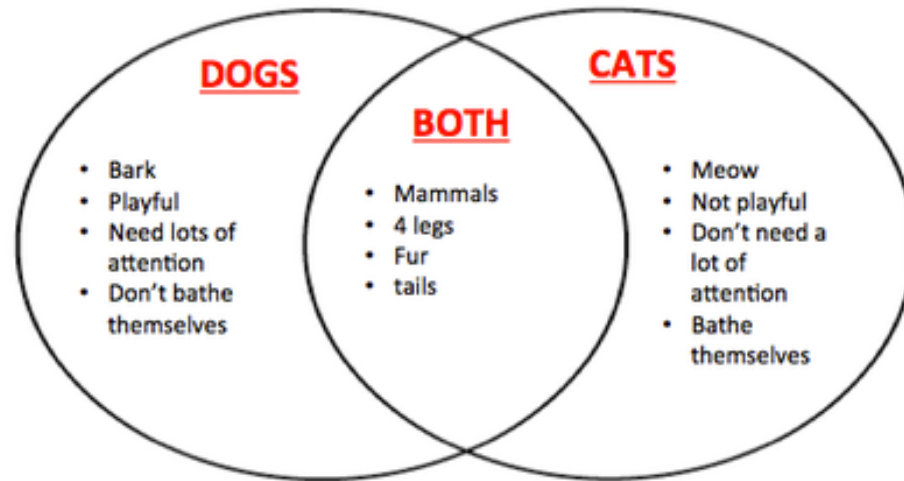 DOGS
• Bark
• Playful
• Need lots of
attention
• Don't bathe
themselves
BOTH
• Mammals
• 4 legs
• Fur
• tails
CATS
• Meow
• Not playful
• Don't need a
lot of
attention
• Bathe
themselves